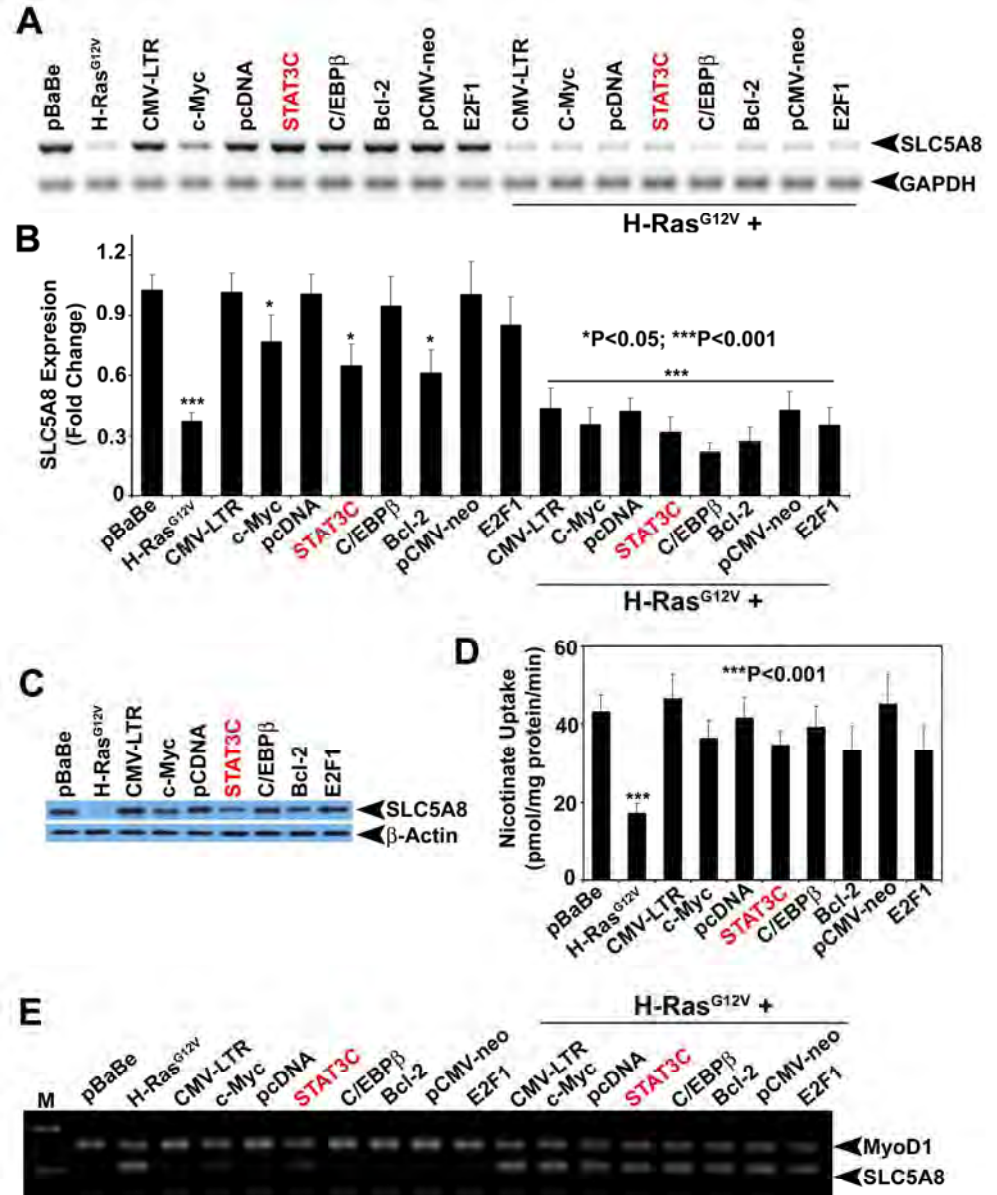 A
pBaBe
H-RasG12V
CMV-LTR
c-Myc
pcDNA
STAT3C
C/EBPβ
Bcl-2
pCMV-neo
E2F1
CMV-LTR
C-Myc
pcDNA
STAT3C
C/EBPβ
Bcl-2
pCMV-neo
E2F1
SLC5A8
GAPDH
H-RasG12V +
B
SLC5A8 Expresion
(Fold Change)
1.2
0.9
0.6
0.3
0
***
*
*
*
*P<0.05; ***P<0.001
***
pBaBe
H-RasG12V
CMV-LTR
c-Myc
pcDNA
STAT3C
C/EBPβ
Bcl-2
pCMV-neo
E2F1
CMV-LTR
C-Myc
pcDNA
STAT3C
C/EBPβ
Bcl-2
pCMV-neo
E2F1
H-RasG12V +
C
pBaBe
H-RasG12V
CMV-LTR
c-Myc
pCDNA
STAT3C
C/EBPβ
Bcl-2
E2F1
SLC5A8
β-Actin
D
Nicotinate Uptake
(pmol/mg protein/min)
60
40
20
0
***P<0.001
***
pBaBe
H-RasG12V
CMV-LTR
c-Myc
pcDNA
STAT3C
C/EBPβ
Bcl-2
pCMV-neo
E2F1
E
H-RasG12V +
M
pBaBe
H-RasG12V
CMV-LTR
c-Myc
pcDNA
STAT3C
C/EBPβ
Bcl-2
pCMV-neo
E2F1
CMV-LTR
c-Myc
pcDNA
STAT3C
C/EBPβ
Bcl-2
pCMV-neo
E2F1
MyoD1
SLC5A8